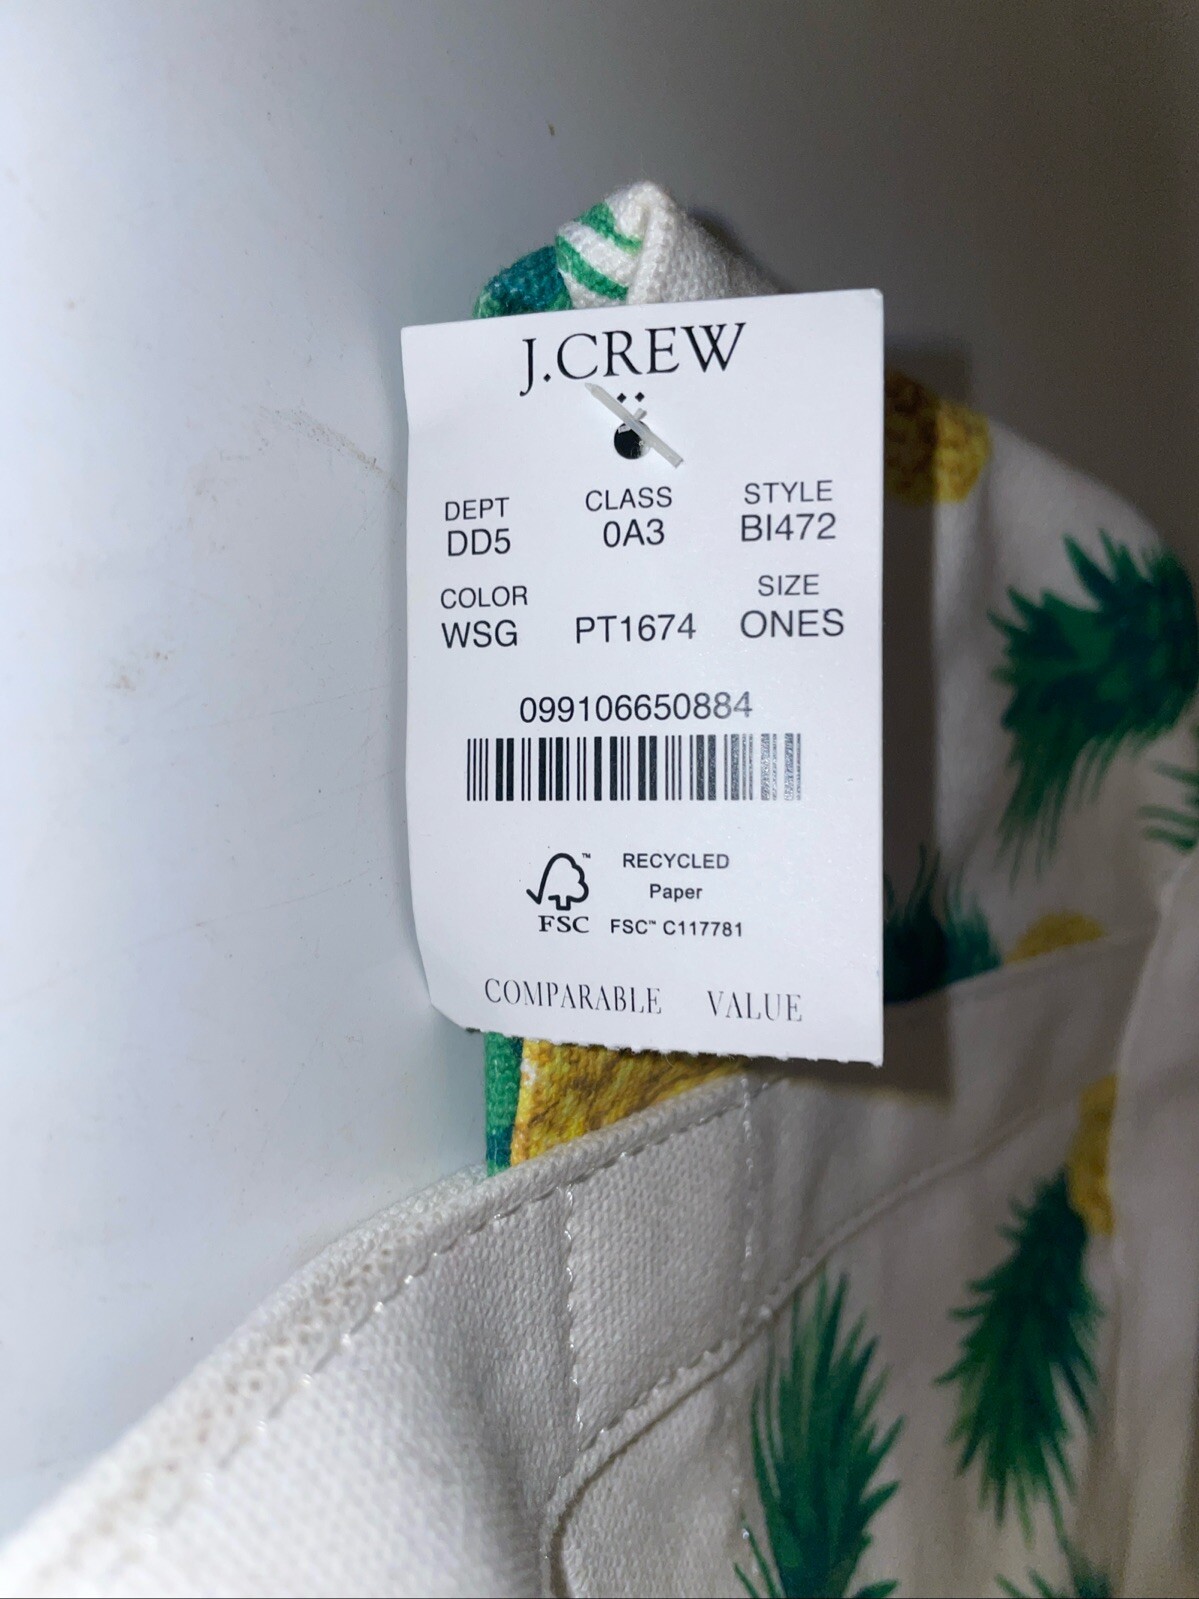 J.CREW
DEPT CLASS STYLE
DD5 0A3 BI472
COLOR SIZE
WSG PT1674 ONES
099106650884
RECYCLED
Paper
FSC FSC™ C117781
COMPARABLE VALUE